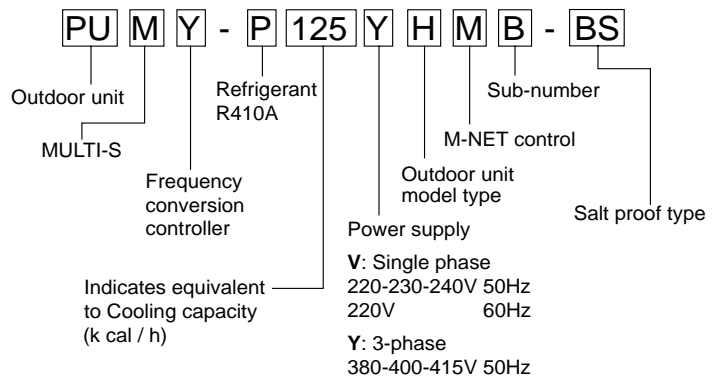 PU M Y - P 125 Y H M B - BS
Outdoor unit
MULTI-S
Frequency
conversion
controller
Refrigerant
R410A
Indicates equivalent
to Cooling capacity
(k cal / h)
Power supply
V: Single phase
220-230-240V 50Hz
220V 60Hz
Y: 3-phase
380-400-415V 50Hz
Outdoor unit
model type
M-NET control
Sub-number
Salt proof type